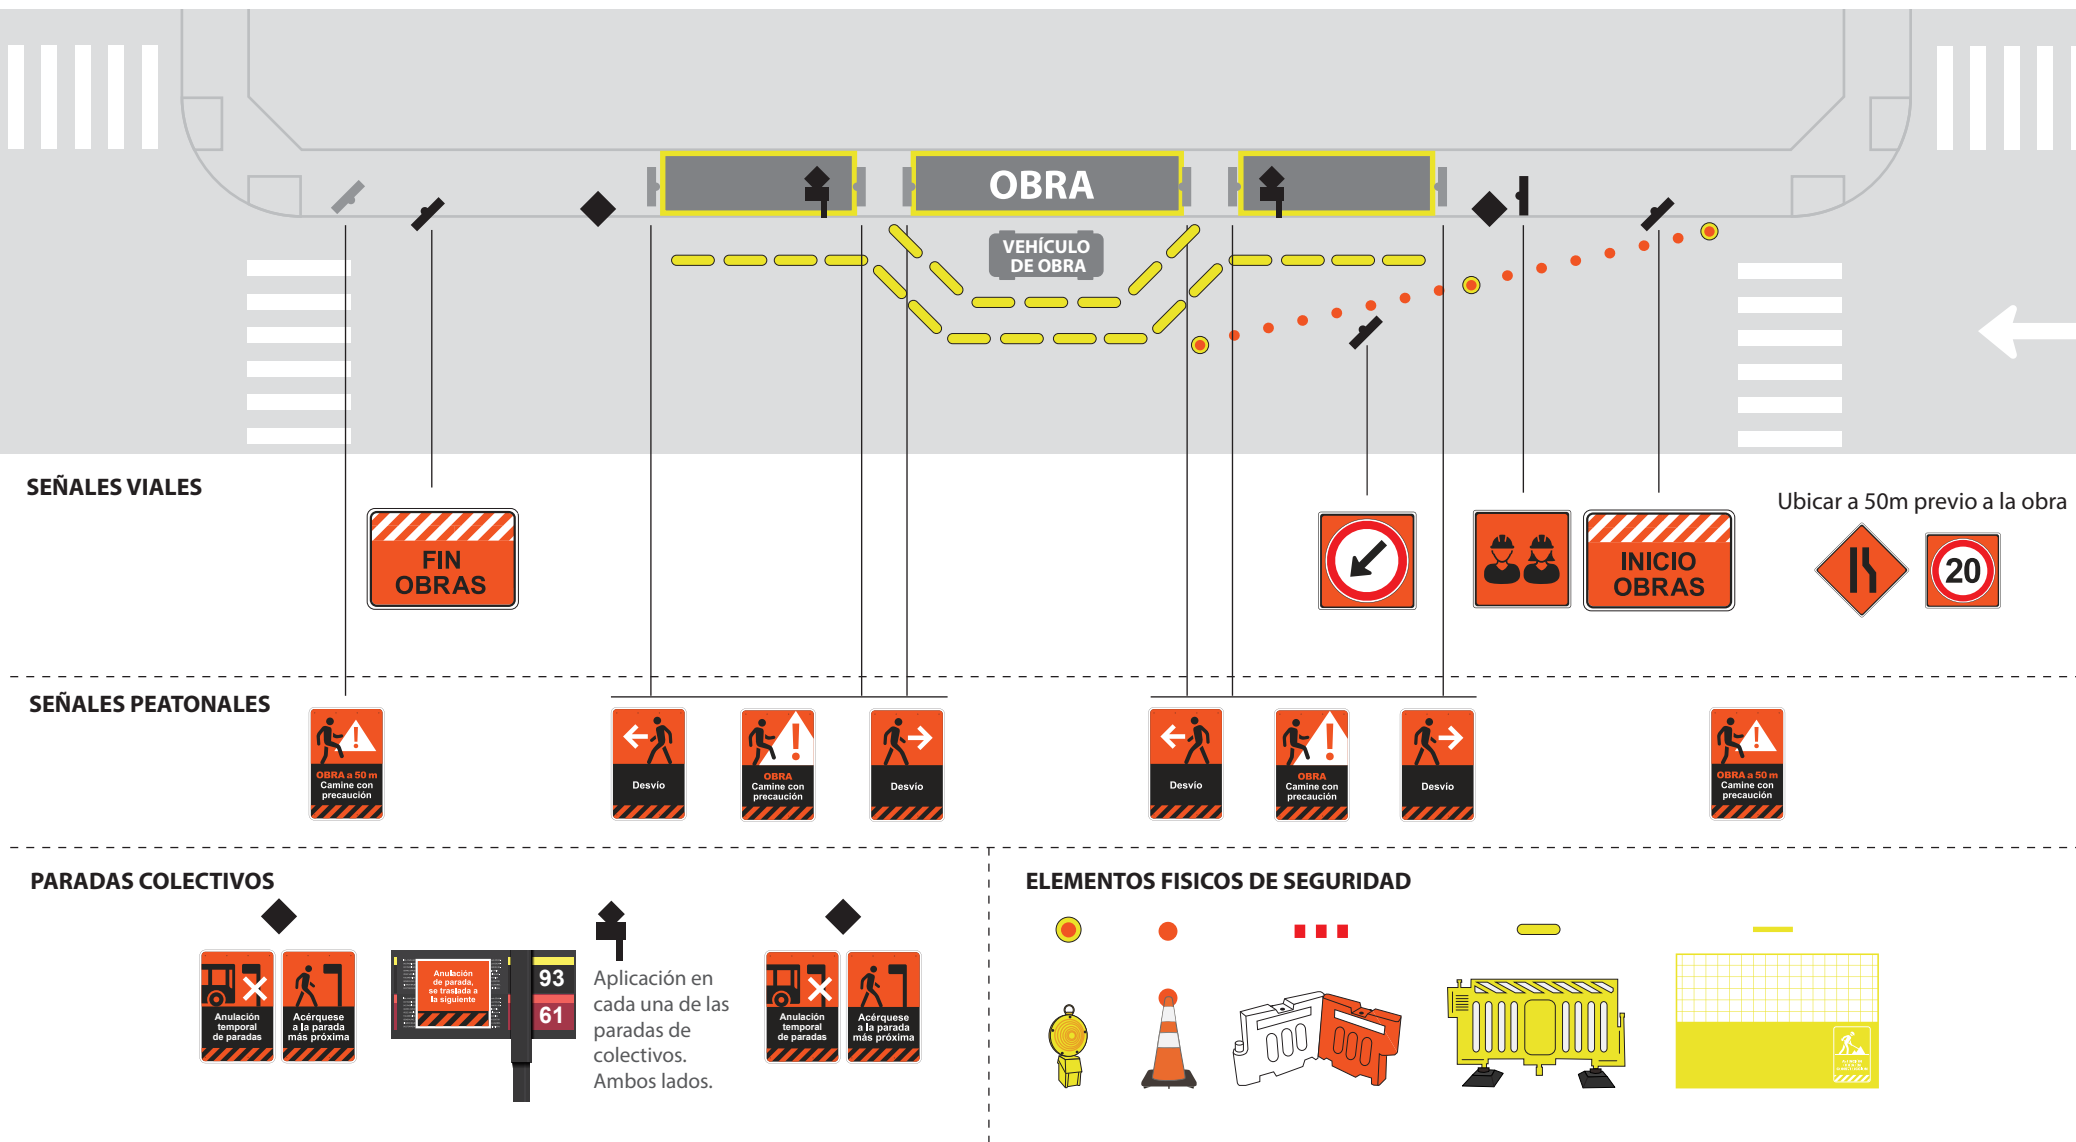 OBRA
VEHÍCULO
DE OBRA
SEÑALES VIALES
Ubicar a 50m previo a la obra
FIN
OBRAS
INICIO
OBRAS
20
SEÑALES PEATONALES
OBRA a 50 m
Camine con
precaución
Desvío
OBRA
Camine con
precaución
Desvío
Desvío
OBRA
Camine con
precaución
Desvío
OBRA a 50 m
Camine con
precaución
PARADAS COLECTIVOS
Anulación
temporal
de paradas
Acérquese
a la parada
más próxima
Anulación
de parada,
se traslada a
la siguiente
93
61
Aplicación en
cada una de las
paradas de
colectivos.
Ambos lados.
Anulación
temporal
de paradas
Acérquese
a la parada
más próxima
ELEMENTOS FISICOS DE SEGURIDAD